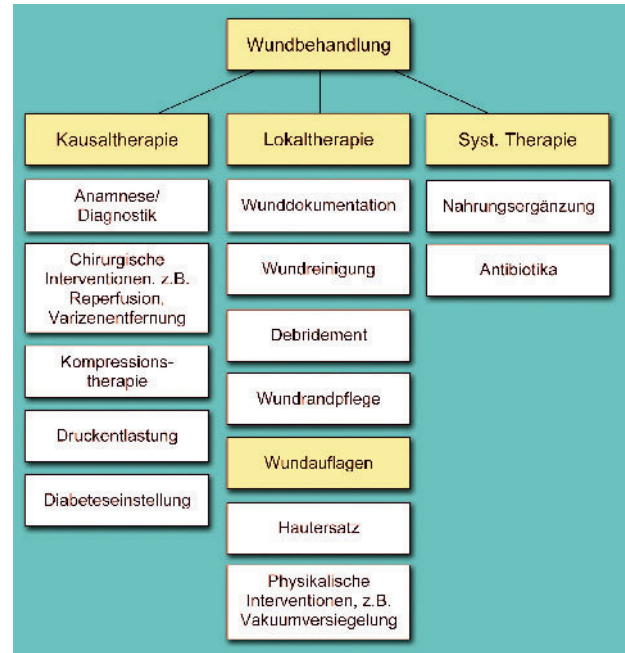 Wundbehandlung
Kausaltherapie
Anamnese/
Diagnostik
Chirurgische
Interventionen. z.B.
Reperfusion,
Varizenentfernung
Kompressions-
therapie
Druckentlastung
Diabeteseinstellung
Lokaltherapie
Wunddokumentation
Wundreinigung
Debridement
Wundrandpflege
Wundauflagen
Hautersatz
Physikalische
Interventionen, z.B.
Vakuumversiegelung
Syst. Therapie
Nahrungsergänzung
Antibiotika